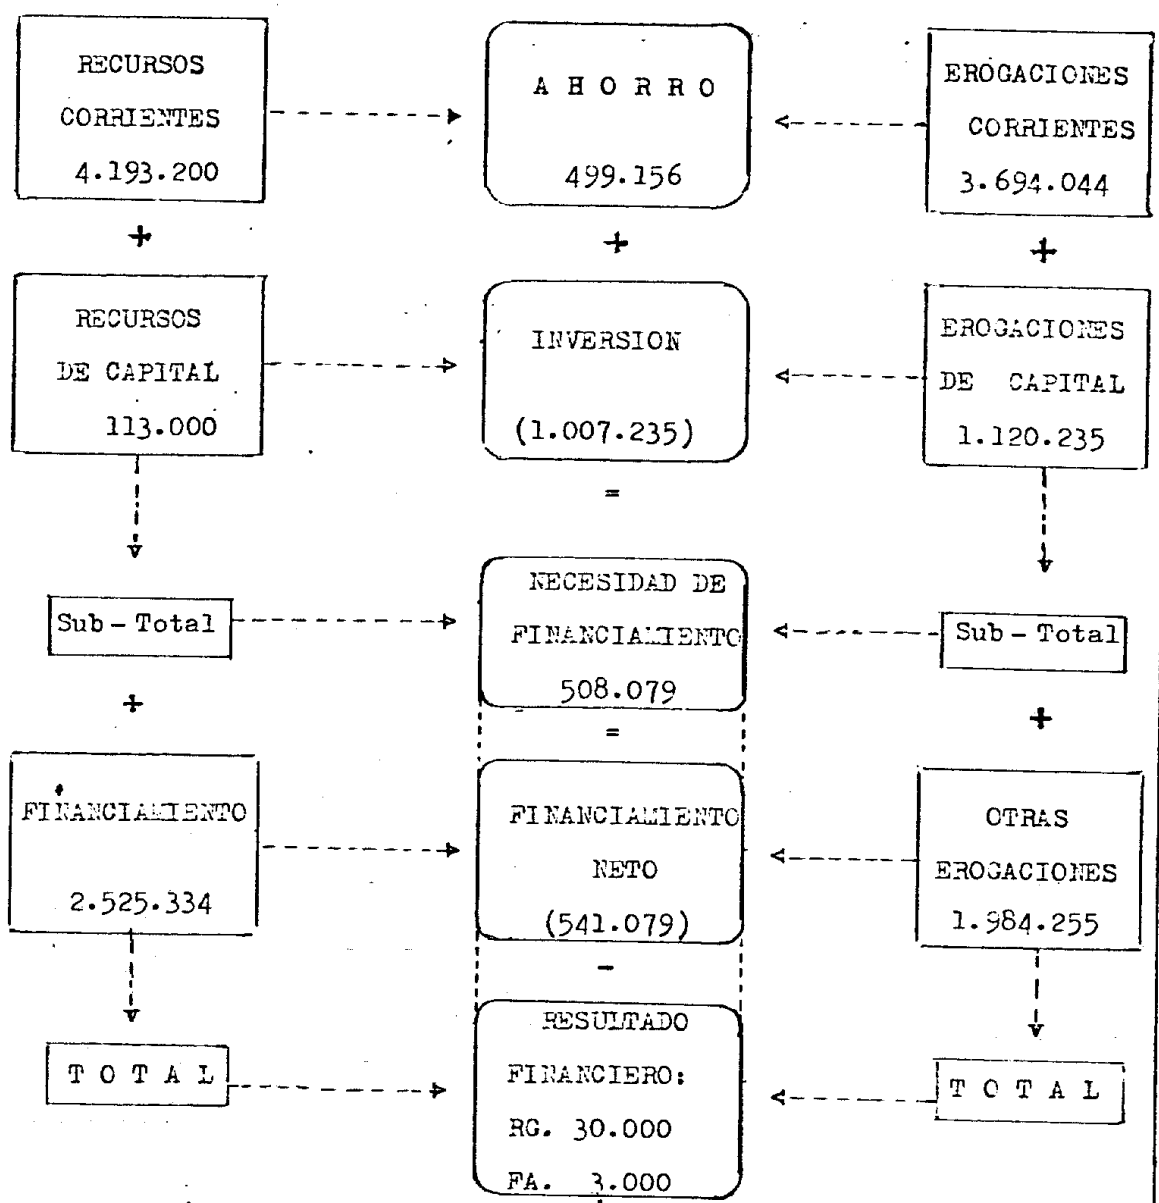 RECURSOS
CORRIENTES
4.193.200
A H O R R O
499.156
EROGACIONES
CORRIENTES
3.694.044
+
+
+
RECURSOS
DE CAPITAL
113.000
INVERSION
(1.007.235)
EROGACIONES
DE CAPITAL
1.120.235
=
Sub-Total
NECESIDAD DE
FINANCIAMIENTO
508.079
Sub-Total
+
=
+
FINANCIAMIENTO
2.525.334
FINANCIAMIENTO
NETO
(541.079)
OTRAS
EROGACIONES
1.984.255
-
T O T A L
RESULTADO
FINANCIERO:
RG. 30.000
FA. 3.000
T O T A L